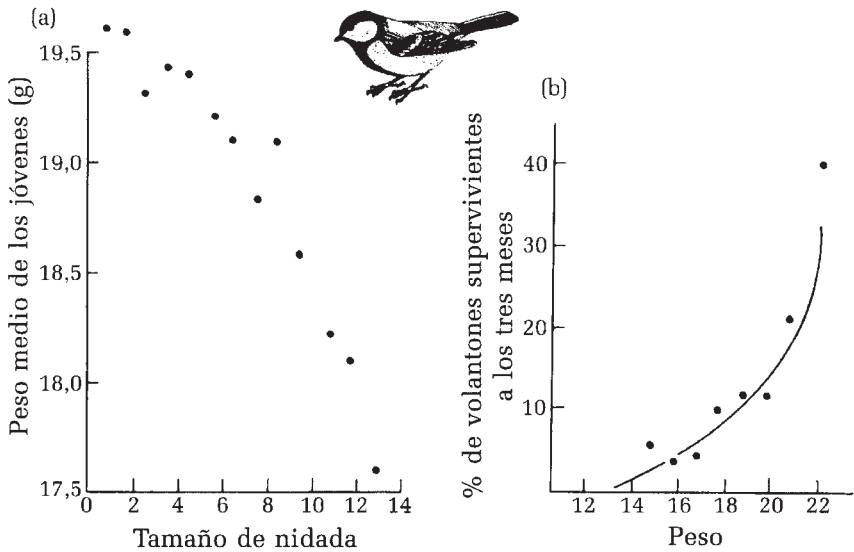 (a)
Peso medio de los jóvenes (g)
19,5
19,0
18,5
18,0
17,5
0 2 4 6 8 10 12 14
Tamaño de nidada
(b)
% de volantones supervivientes
a los tres meses
40
30
20
10
12 14 16 18 20 22
Peso